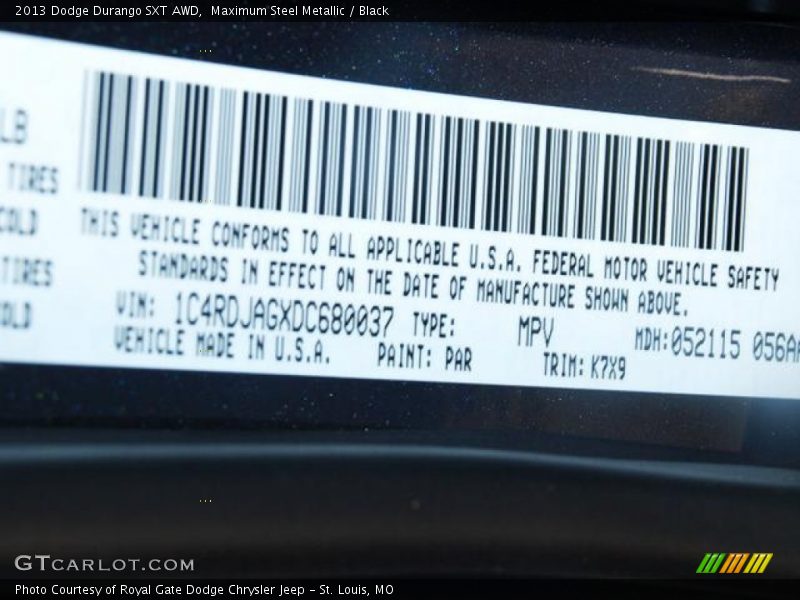 2013 Dodge Durango SXT AWD,  Maximum Steel Metallic / Black
LB
TIRES
COLD
TIRES
OLD
THIS VEHICLE CONFORMS TO ALL APPLICABLE U.S.A. FEDERAL MOTOR VEHICLE SAFETY
STANDARDS IN EFFECT ON THE DATE OF MANUFACTURE SHOWN ABOVE.
VIN: 1C4RDJAGXDC680037 TYPE: MPV MDH:052115 056AA
VEHICLE MADE IN U.S.A. PAINT: PAR TRIM: K7X9
GTCARLOT.COM
Photo Courtesy of Royal Gate Dodge Chrysler Jeep - St. Louis, MO